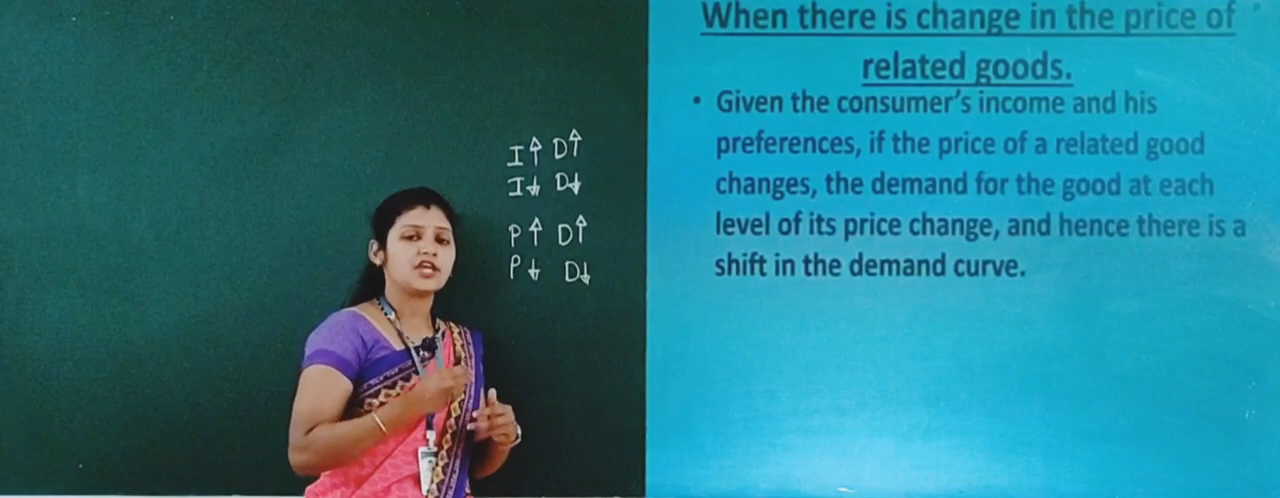 I↑ D↑
I↓ D↓
P↑ D↑
P↓ D↓
When there is change in the price of
related goods.
• Given the consumer's income and his
preferences, if the price of a related good
changes, the demand for the good at each
level of its price change, and hence there is a
shift in the demand curve.